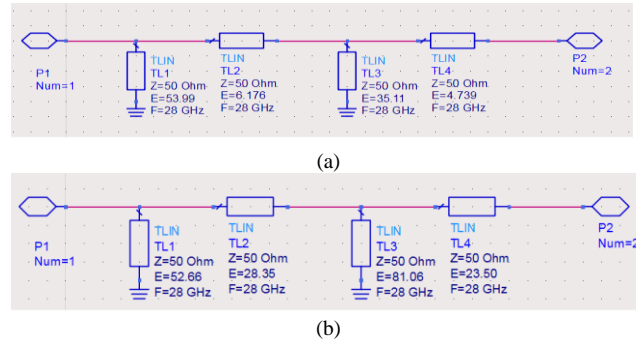 P1
Num=1
TLIN
TL1
Z=50 Ohm
E=53.99
F=28 GHz
TLIN
TL2
Z=50 Ohm
E=6.176
F=28 GHz
TLIN
TL3
Z=50 Ohm
E=35.11
F=28 GHz
TLIN
TL4
Z=50 Ohm
E=4.739
F=28 GHz
P2
Num=2
(a)
P1
Num=1
TLIN
TL1
Z=50 Ohm
E=52.66
F=28 GHz
TLIN
TL2
Z=50 Ohm
E=28.35
F=28 GHz
TLIN
TL3
Z=50 Ohm
E=81.06
F=28 GHz
TLIN
TL4
Z=50 Ohm
E=23.50
F=28 GHz
P2
Num=2
(b)